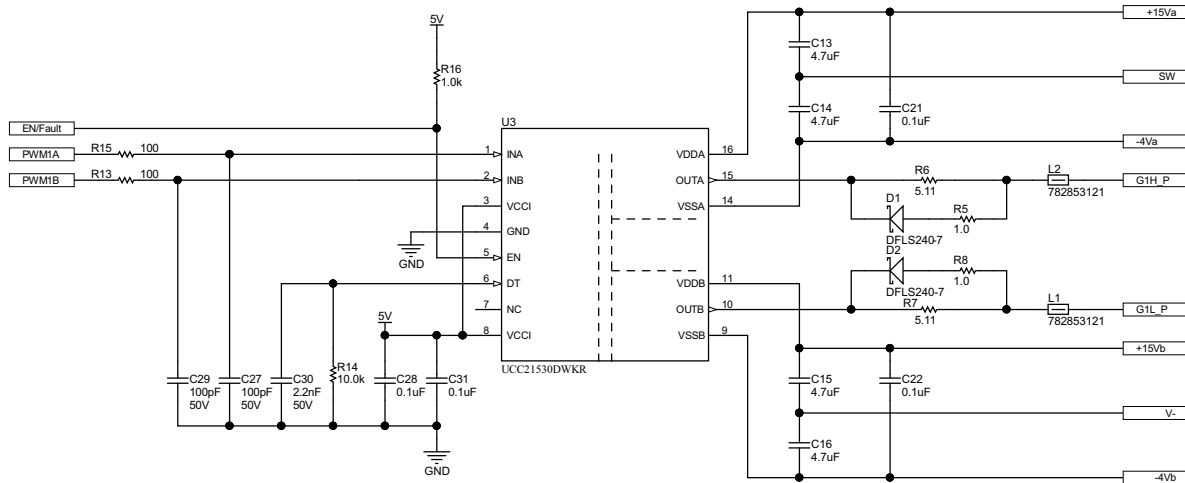 5V
R16
1.0k
EN/Fault
PWM1A
R15 100
PWM1B
R13 100
U3
1 INA
2 INB
3 VCCI
4 GND
5 EN
6 DT
7 NC
8 VCCI
VDDA 16
OUTA 15
VSSA 14
VDDB 11
OUTB 10
VSSB 9
UCC21530DWKR
GND
5V
C29
100pF
50V
C27
100pF
50V
C30
2.2nF
50V
R14
10.0k
C28
0.1uF
C31
0.1uF
GND
C13
4.7uF
C14
4.7uF
C21
0.1uF
+15Va
SW
-4Va
R6
5.11
L2
782853121
G1H_P
D1
DFLS240-7
R5
1.0
D2
DFLS240-7
R8
1.0
R7
5.11
L1
782853121
G1L_P
+15Vb
C15
4.7uF
C22
0.1uF
V-
C16
4.7uF
-4Vb